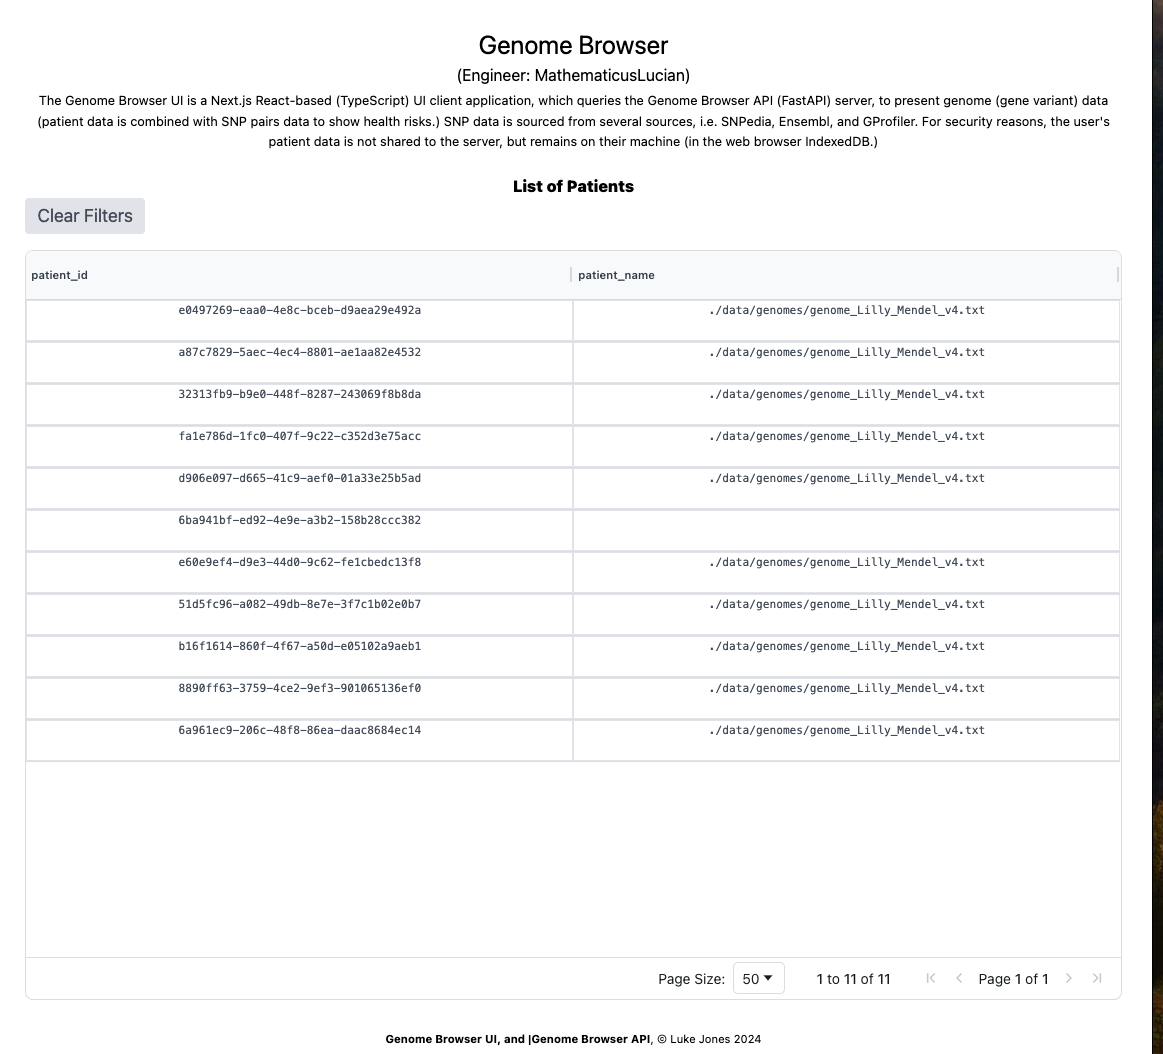 Genome Browser
(Engineer: MathematicusLucian)
The Genome Browser UI is a Next.js React-based (TypeScript) UI client application, which queries the Genome Browser API (FastAPI) server, to present genome (gene variant) data
(patient data is combined with SNP pairs data to show health risks.) SNP data is sourced from several sources, i.e. SNPedia, Ensembl, and GProfiler. For security reasons, the user's
patient data is not shared to the server, but remains on their machine (in the web browser IndexedDB.)
List of Patients
Clear Filters
patient_id patient_name
e0497269-eaa0-4e8c-bceb-d9aea29e492a ./data/genomes/genome_Lilly_Mendel_v4.txt
a87c7829-5aec-4ec4-8801-ae1aa82e4532 ./data/genomes/genome_Lilly_Mendel_v4.txt
32313fb9-b9e0-448f-8287-243069f8b8da ./data/genomes/genome_Lilly_Mendel_v4.txt
fa1e786d-1fc0-407f-9c22-c352d3e75acc ./data/genomes/genome_Lilly_Mendel_v4.txt
d906e097-d665-41c9-aef0-01a33e25b5ad ./data/genomes/genome_Lilly_Mendel_v4.txt
6ba941bf-ed92-4e9e-a3b2-158b28ccc382
e60e9ef4-d9e3-44d0-9c62-fe1cbedc13f8 ./data/genomes/genome_Lilly_Mendel_v4.txt
51d5fc96-a082-49db-8e7e-3f7c1b02e0b7 ./data/genomes/genome_Lilly_Mendel_v4.txt
b16f1614-860f-4f67-a50d-e05102a9aeb1 ./data/genomes/genome_Lilly_Mendel_v4.txt
8890ff63-3759-4ce2-9ef3-901065136ef0 ./data/genomes/genome_Lilly_Mendel_v4.txt
6a961ec9-206c-48f8-86ea-daac8684ec14 ./data/genomes/genome_Lilly_Mendel_v4.txt
Page Size: 50 1 to 11 of 11 Page 1 of 1
Genome Browser UI, and |Genome Browser API, © Luke Jones 2024